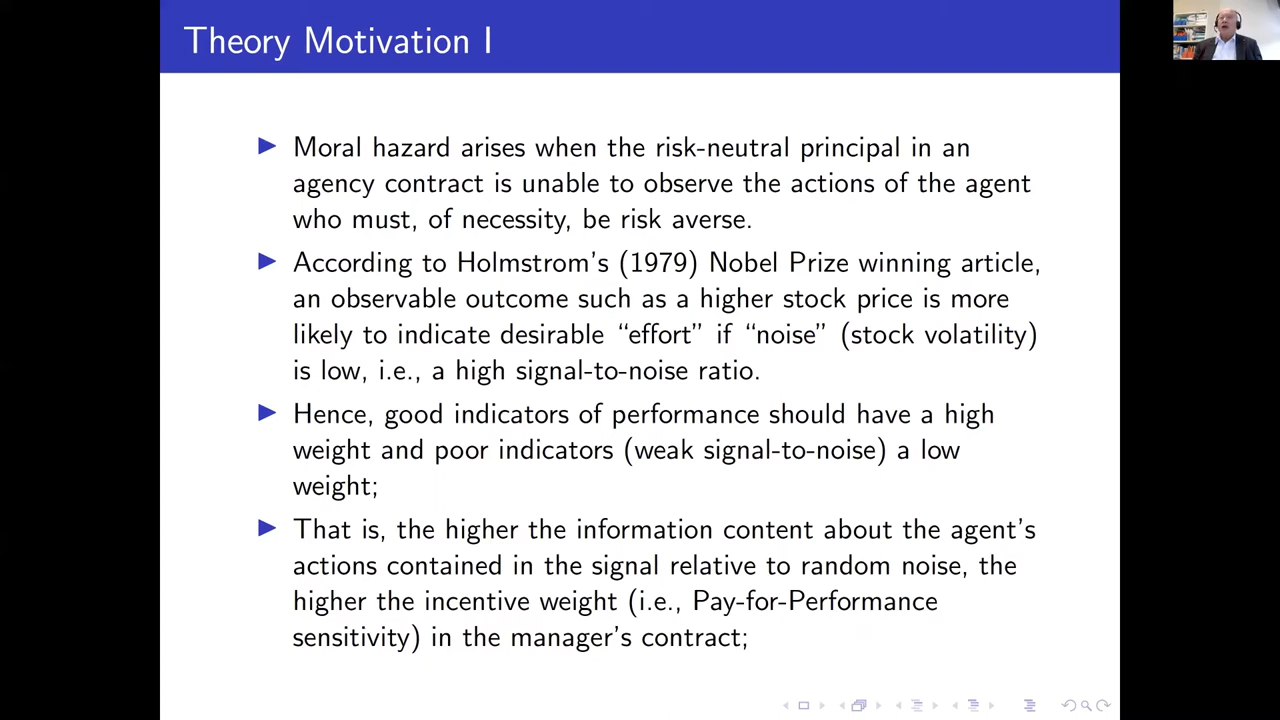 Theory Motivation I
Moral hazard arises when the risk-neutral principal in an
agency contract is unable to observe the actions of the agent
who must, of necessity, be risk averse.
According to Holmstrom's (1979) Nobel Prize winning article,
an observable outcome such as a higher stock price is more
likely to indicate desirable “effort” if “noise” (stock volatility)
is low, i.e., a high signal-to-noise ratio.
Hence, good indicators of performance should have a high
weight and poor indicators (weak signal-to-noise) a low
weight;
That is, the higher the information content about the agent's
actions contained in the signal relative to random noise, the
higher the incentive weight (i.e., Pay-for-Performance
sensitivity) in the manager's contract;